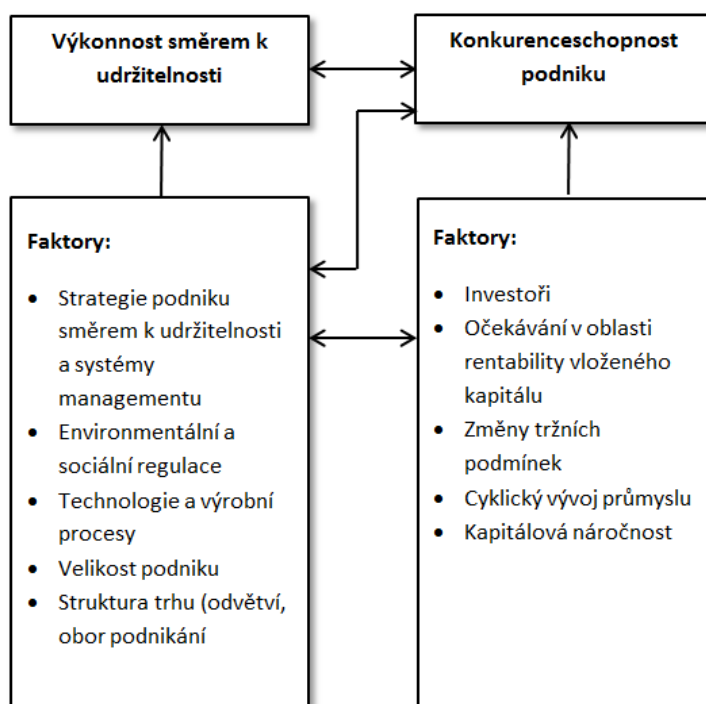 Výkonnost směrem k
udržitelnosti
Konkurenceschopnost
podniku
Faktory:
• Strategie podniku
směrem k udržitelnosti
a systémy
managementu
• Environmentální a
sociální regulace
• Technologie a výrobní
procesy
• Velikost podniku
• Struktura trhu (odvětví,
obor podnikání
Faktory:
• Investoři
• Očekávání v oblasti
rentability vloženého
kapitálu
• Změny tržních
podmínek
• Cyklický vývoj průmyslu
• Kapitálová náročnost